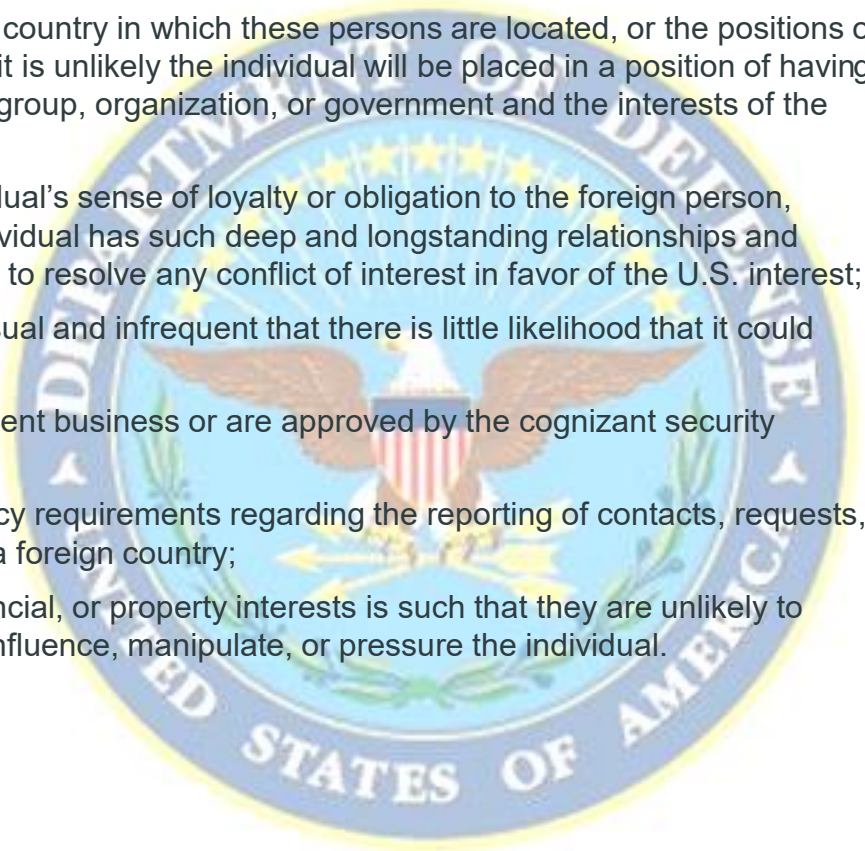 country in which these persons are located, or the positions o
it is unlikely the individual will be placed in a position of having
group, organization, or government and the interests of the
dual’s sense of loyalty or obligation to the foreign person,
vidual has such deep and longstanding relationships and
to resolve any conflict of interest in favor of the U.S. interest;
sual and infrequent that there is little likelihood that it could
ent business or are approved by the cognizant security
cy requirements regarding the reporting of contacts, requests,
a foreign country;
ncial, or property interests is such that they are unlikely to
nfluence, manipulate, or pressure the individual.
DEPARTMENT OF DEFENSE
UNITED STATES OF AMERICA